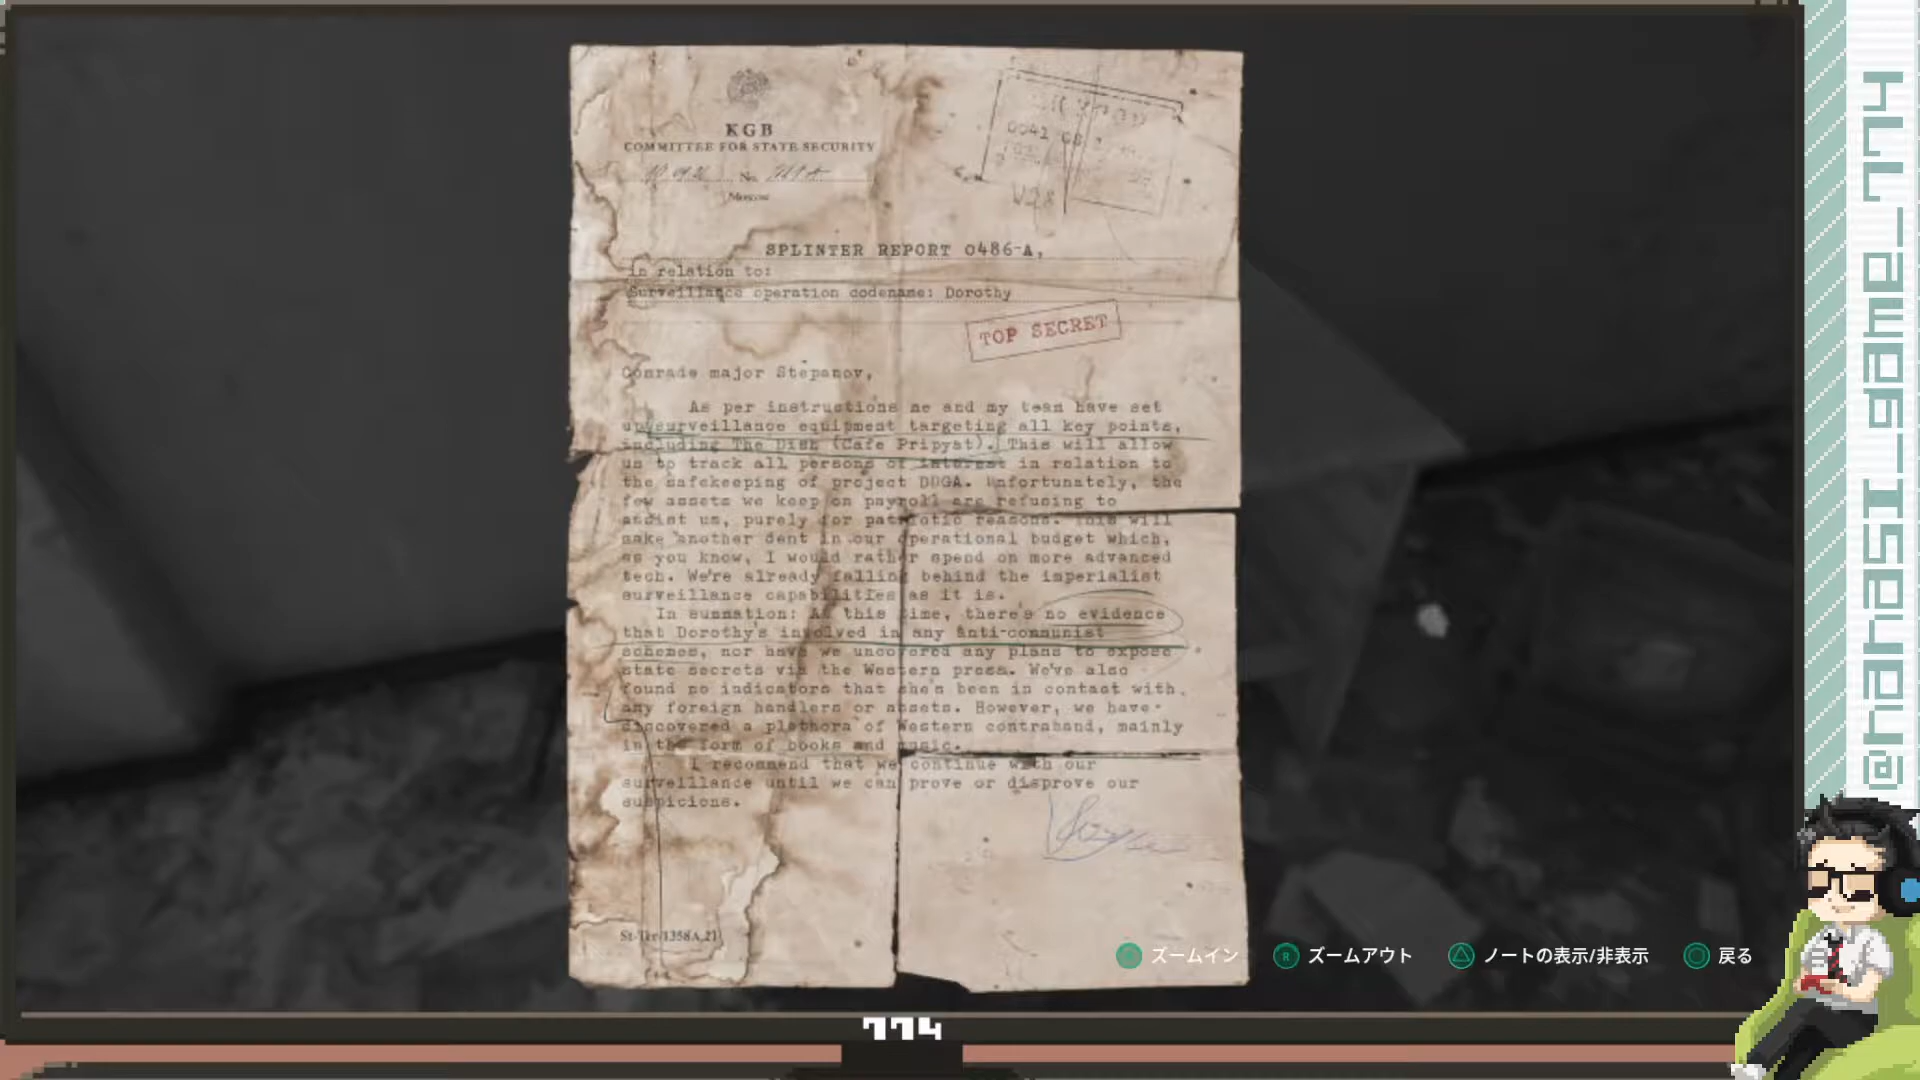 KGB
COMMITTEE FOR STATE SECURITY
No.
Moscow
0041
W28
SPLINTER REPORT 0486-A,
in relation to:
Surveillance operation codename: Dorothy
TOP SECRET
Comrade major Stepanov,
As per instructions me and my team have set
up surveillance equipment targeting all key points,
including The Dish (Cafe Pripyat). This will allow
us to track all persons of interest in relation to
the safekeeping of project DUGA. Unfortunately, the
few assets we keep on payroll are refusing to
assist us, purely for patriotic reasons. This will
make another dent in our operational budget which,
as you know, I would rather spend on more advanced
tech. We're already falling behind the imperialist
surveillance capabilities as it is.
In summation: At this time, there's no evidence
that Dorothy's involved in any anti-communist
schemes, nor have we uncovered any plans to expose
state secrets via the Western press. We've also
found no indicators that she's been in contact with
any foreign handlers or assets. However, we have
discovered a plethora of Western contraband, mainly
in the form of books and music.
I recommend that we continue with our
surveillance until we can prove or disprove our
suspicions.
ズームイン
R ズームアウト
ノートの表示/非表示
戻る
774
@hanasi_game_774